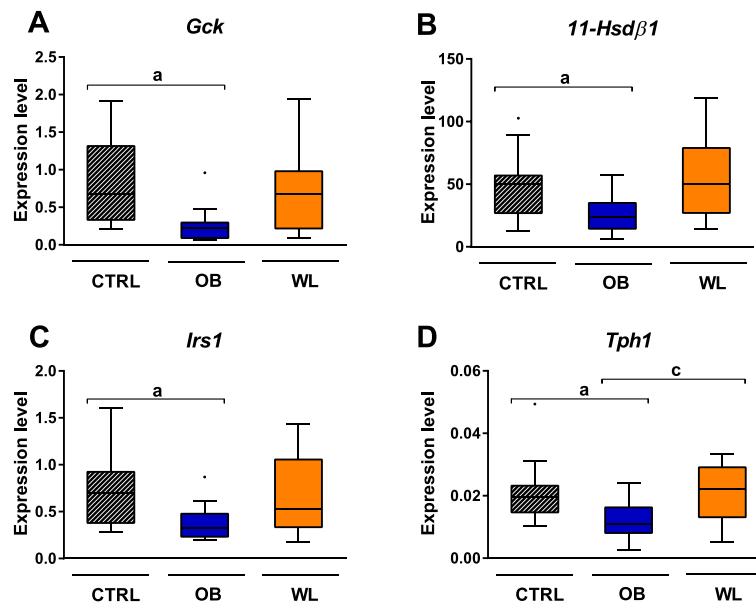 A
Gck
Expression level
2.5
2.0
1.5
1.0
0.5
0.0
a
CTRL
OB
WL
B
11-Hsdβ1
Expression level
150
100
50
0
a
CTRL
OB
WL
C
Irs1
Expression level
2.0
1.5
1.0
0.5
0.0
a
CTRL
OB
WL
D
Tph1
Expression level
0.06
0.04
0.02
0.00
a
c
CTRL
OB
WL